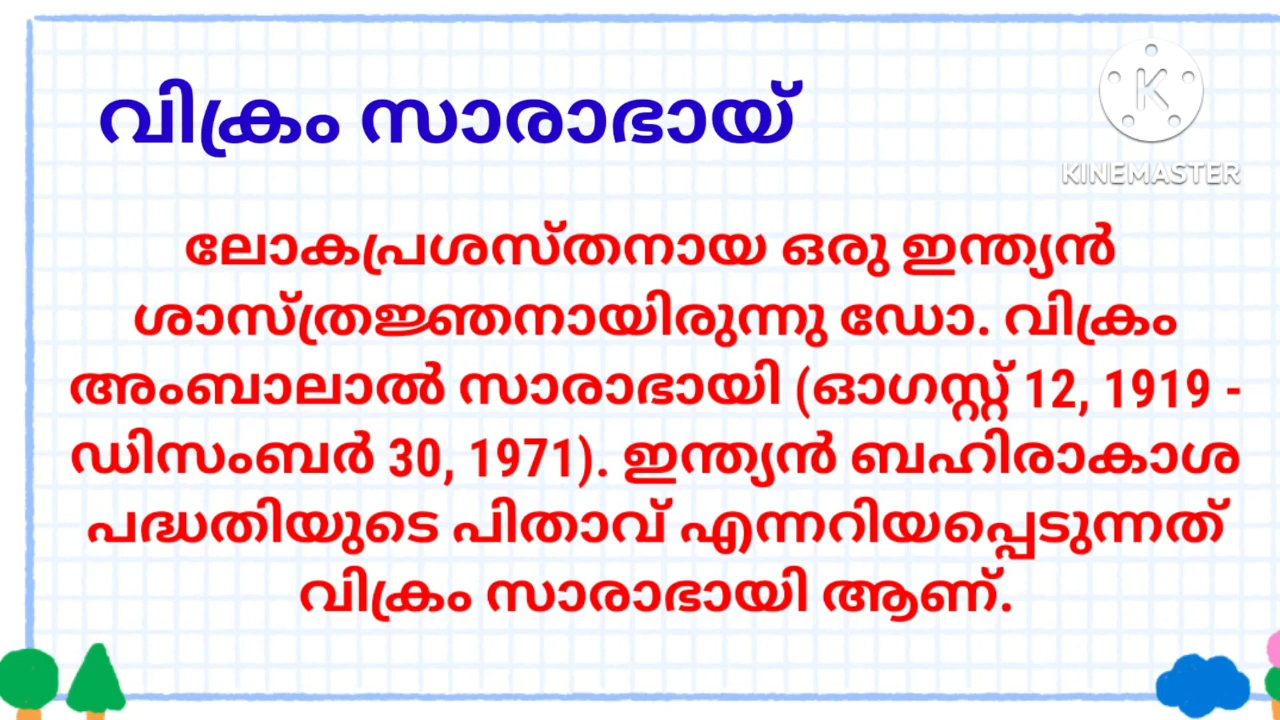 വിക്രം സാരാഭായ്
KINEMASTER
ലോകപ്രശസ്തനായ ഒരു ഇന്ത്യൻ
ശാസ്ത്രജ്ഞനായിരുന്നു ഡോ. വിക്രം
അംബാലാൽ സാരാഭായി (ഓഗസ്റ്റ് 12, 1919 -
ഡിസംബർ 30, 1971). ഇന്ത്യൻ ബഹിരാകാശ
പദ്ധതിയുടെ പിതാവ് എന്നറിയപ്പെടുന്നത്
വിക്രം സാരാഭായി ആണ്.